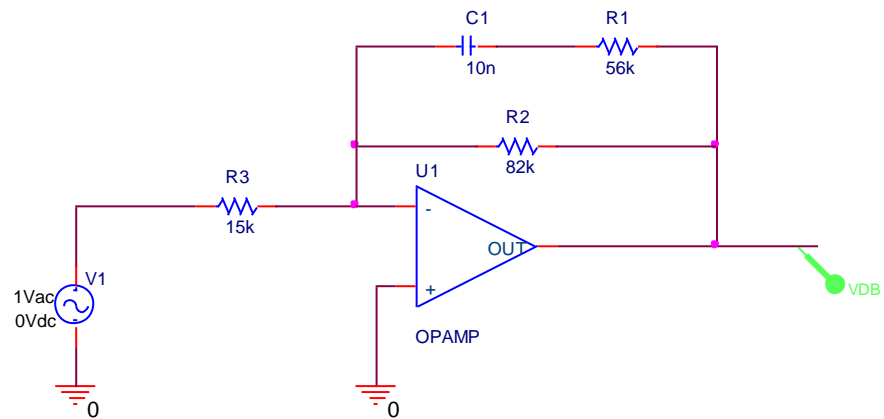 C1
10n
R1
56k
R2
82k
U1
R3
15k
-
OUT
+
V1
1Vac
0Vdc
VDB
OPAMP
0
0